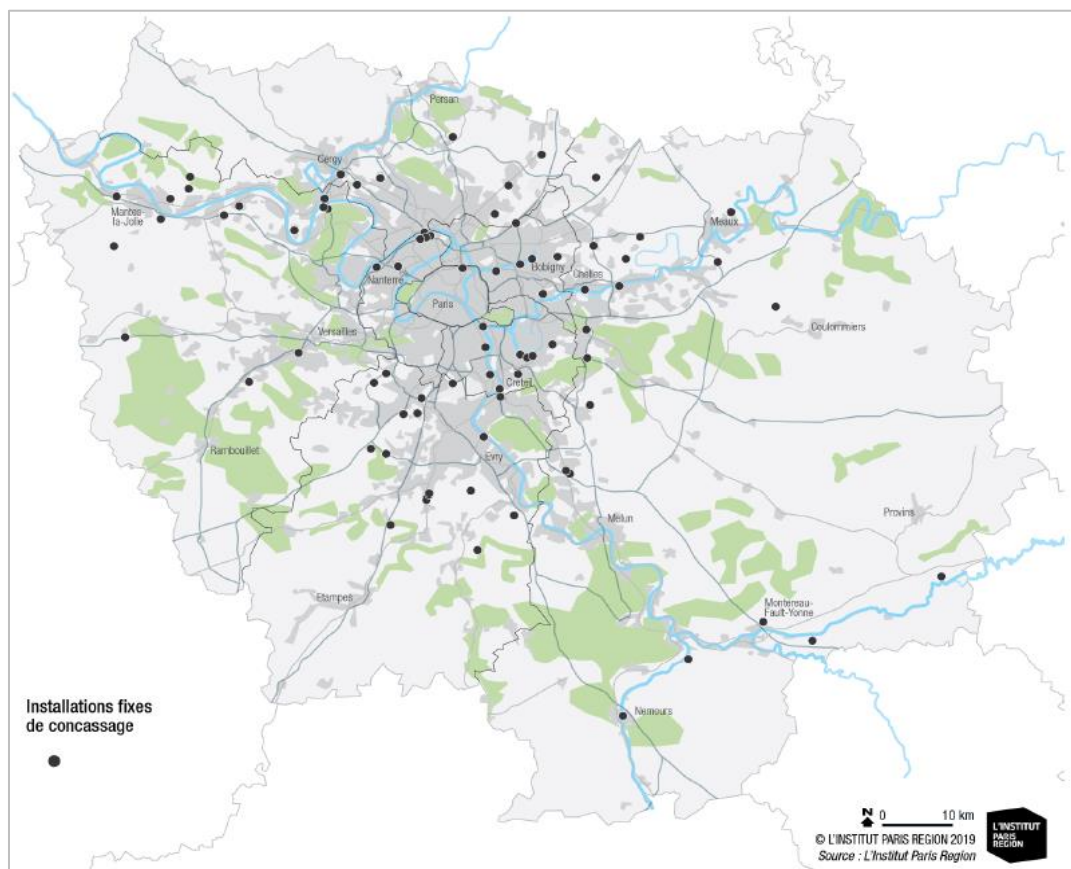 Persan
Cergy
Mantes-
la-Jolie
Meaux
Nanterre
Bobigny
Chelles
Paris
Versailles
Coulommiers
Créteil
Rambouillet
Evry
Provins
Melun
Etampes
Montereau-
Fault-Yonne
Nemours
Installations fixes
de concassage
N
0 10 km
© L'INSTITUT PARIS REGION 2019
Source : L'Institut Paris Region
L'INSTITUT
PARIS
REGION